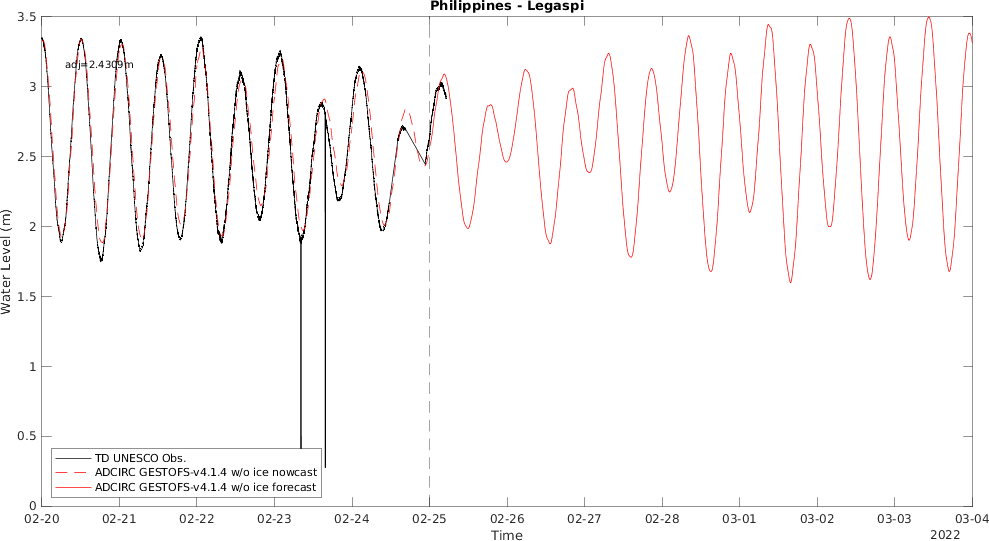 Philippines - Legaspi
3.5
adj=2.4309m
3
2.5
2
1.5
1
0.5
0
Water Level (m)
TD UNESCO Obs.
ADCIRC GESTOFS-v4.1.4 w/o ice nowcast
ADCIRC GESTOFS-v4.1.4 w/o ice forecast
02-20 02-21 02-22 02-23 02-24 02-25 02-26 02-27 02-28 03-01 03-02 03-03 03-04
Time
2022